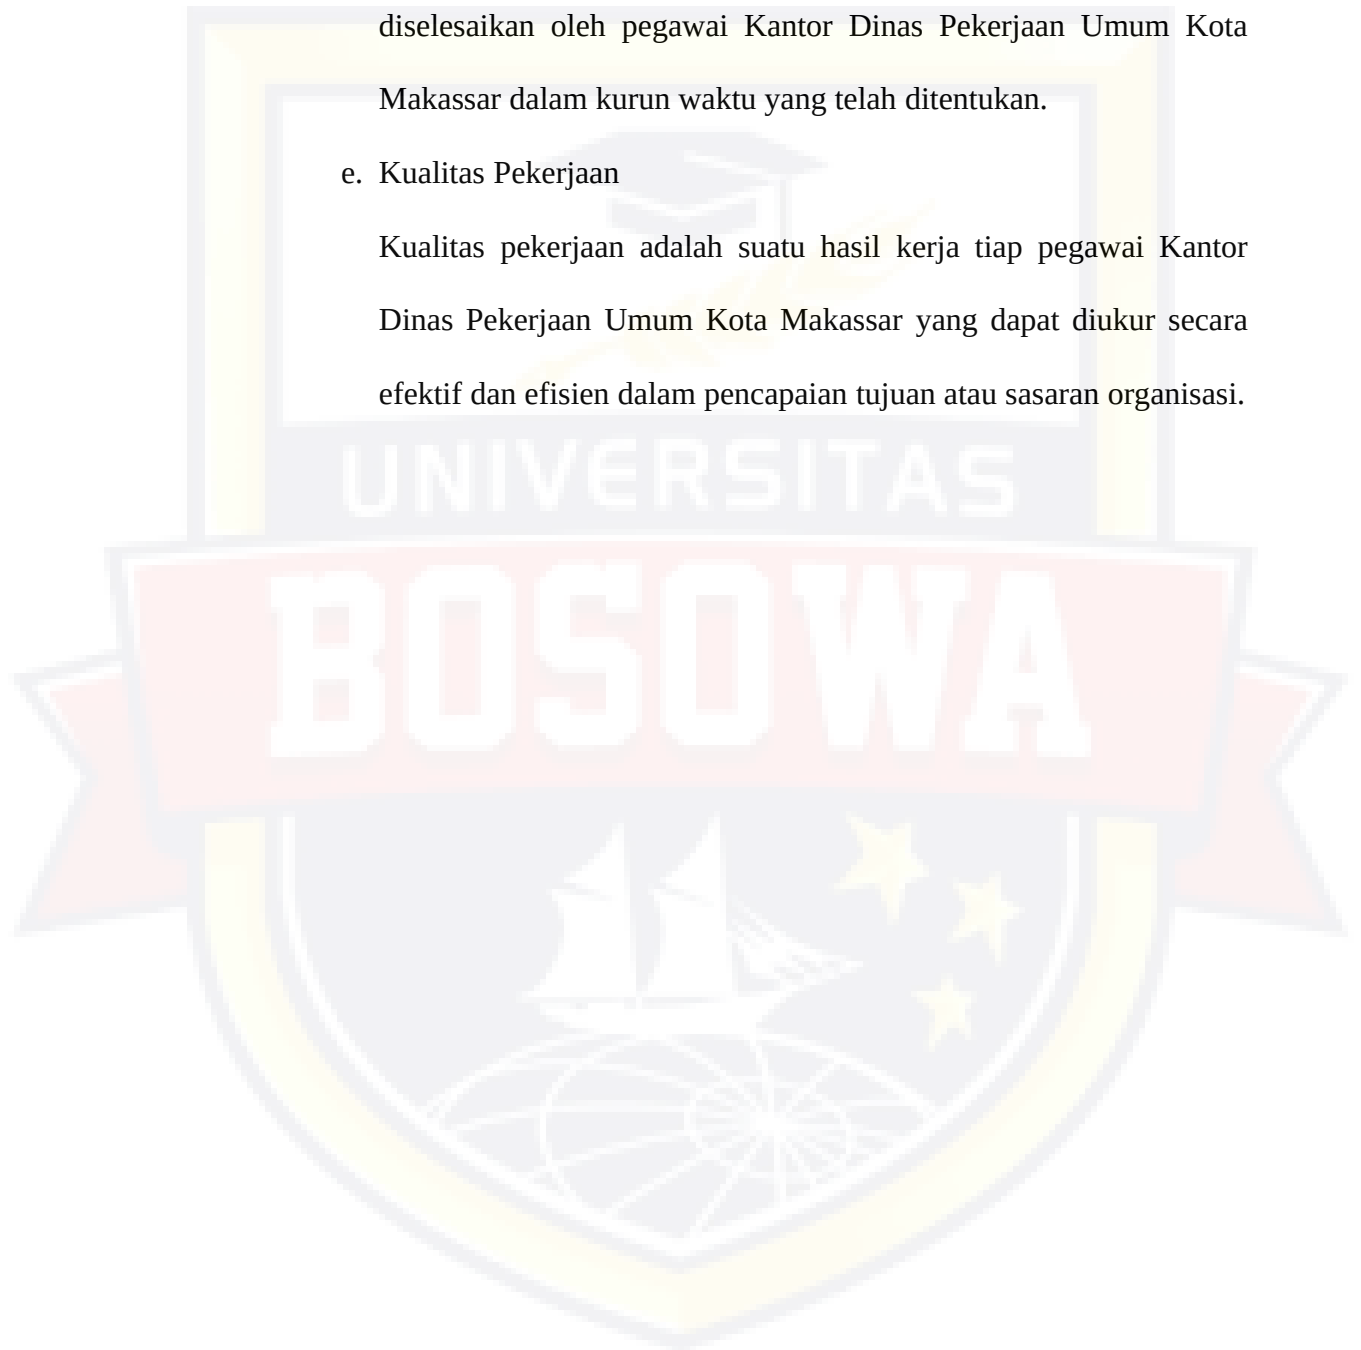 diselesaikan oleh pegawai Kantor Dinas Pekerjaan Umum Kota
Makassar dalam kurun waktu yang telah ditentukan.
e. Kualitas Pekerjaan
Kualitas pekerjaan adalah suatu hasil kerja tiap pegawai Kantor
Dinas Pekerjaan Umum Kota Makassar yang dapat diukur secara
efektif dan efisien dalam pencapaian tujuan atau sasaran organisasi.
UNIVERSITAS
BOSOWA